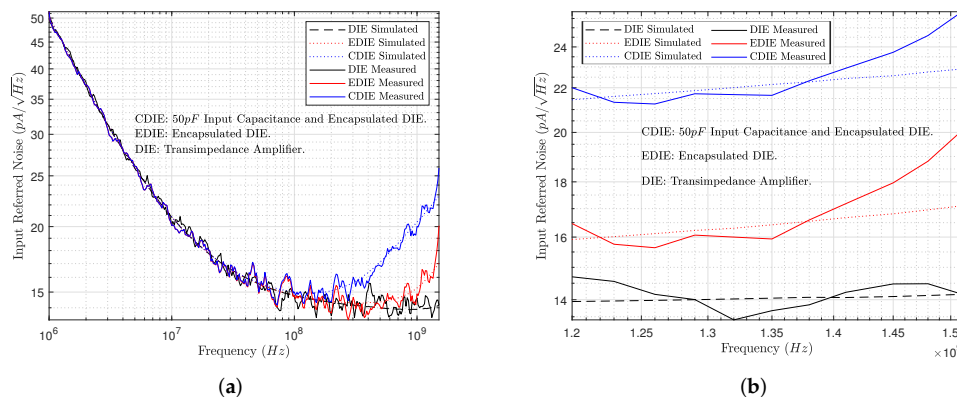 50
45
40
35
30
25
20
15
10^6
10^7
10^8
10^9
Input Referred Noise (pA/√Hz)
Frequency (Hz)
DIE Simulated
EDIE Simulated
CDIE Simulated
DIE Measured
EDIE Measured
CDIE Measured
CDIE: 50pF Input Capacitance and Encapsulated DIE.
EDIE: Encapsulated DIE.
DIE: Transimpedance Amplifier.
(a)
24
22
20
18
16
14
1.2
1.25
1.3
1.35
1.4
1.45
1.5
Input Referred Noise (pA/√Hz)
Frequency (Hz)
DIE Simulated
EDIE Simulated
CDIE Simulated
DIE Measured
EDIE Measured
CDIE Measured
CDIE: 50pF Input Capacitance and Encapsulated DIE.
EDIE: Encapsulated DIE.
DIE: Transimpedance Amplifier.
(b)